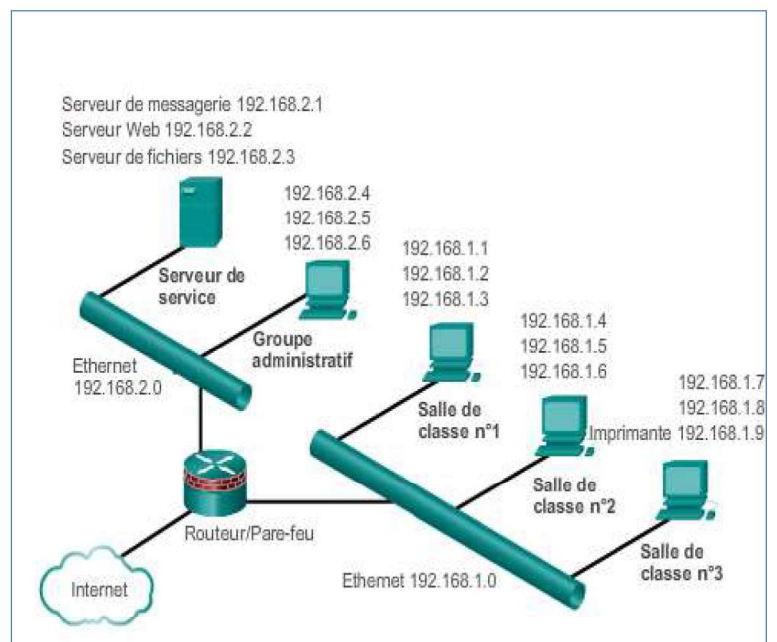 Serveur de messagerie 192.168.2.1
Serveur Web 192.168.2.2
Serveur de fichiers 192.168.2.3
192.168.2.4
192.168.2.5
192.168.2.6
Serveur de
service
Groupe
administratif
Ethernet
192.168.2.0
192.168.1.1
192.168.1.2
192.168.1.3
Salle de
classe n°1
192.168.1.4
192.168.1.5
192.168.1.6
Salle de
classe n°2
192.168.1.7
192.168.1.8
Imprimante 192.168.1.9
Salle de
classe n°3
Routeur/Pare-feu
Internet
Ethernet 192.168.1.0